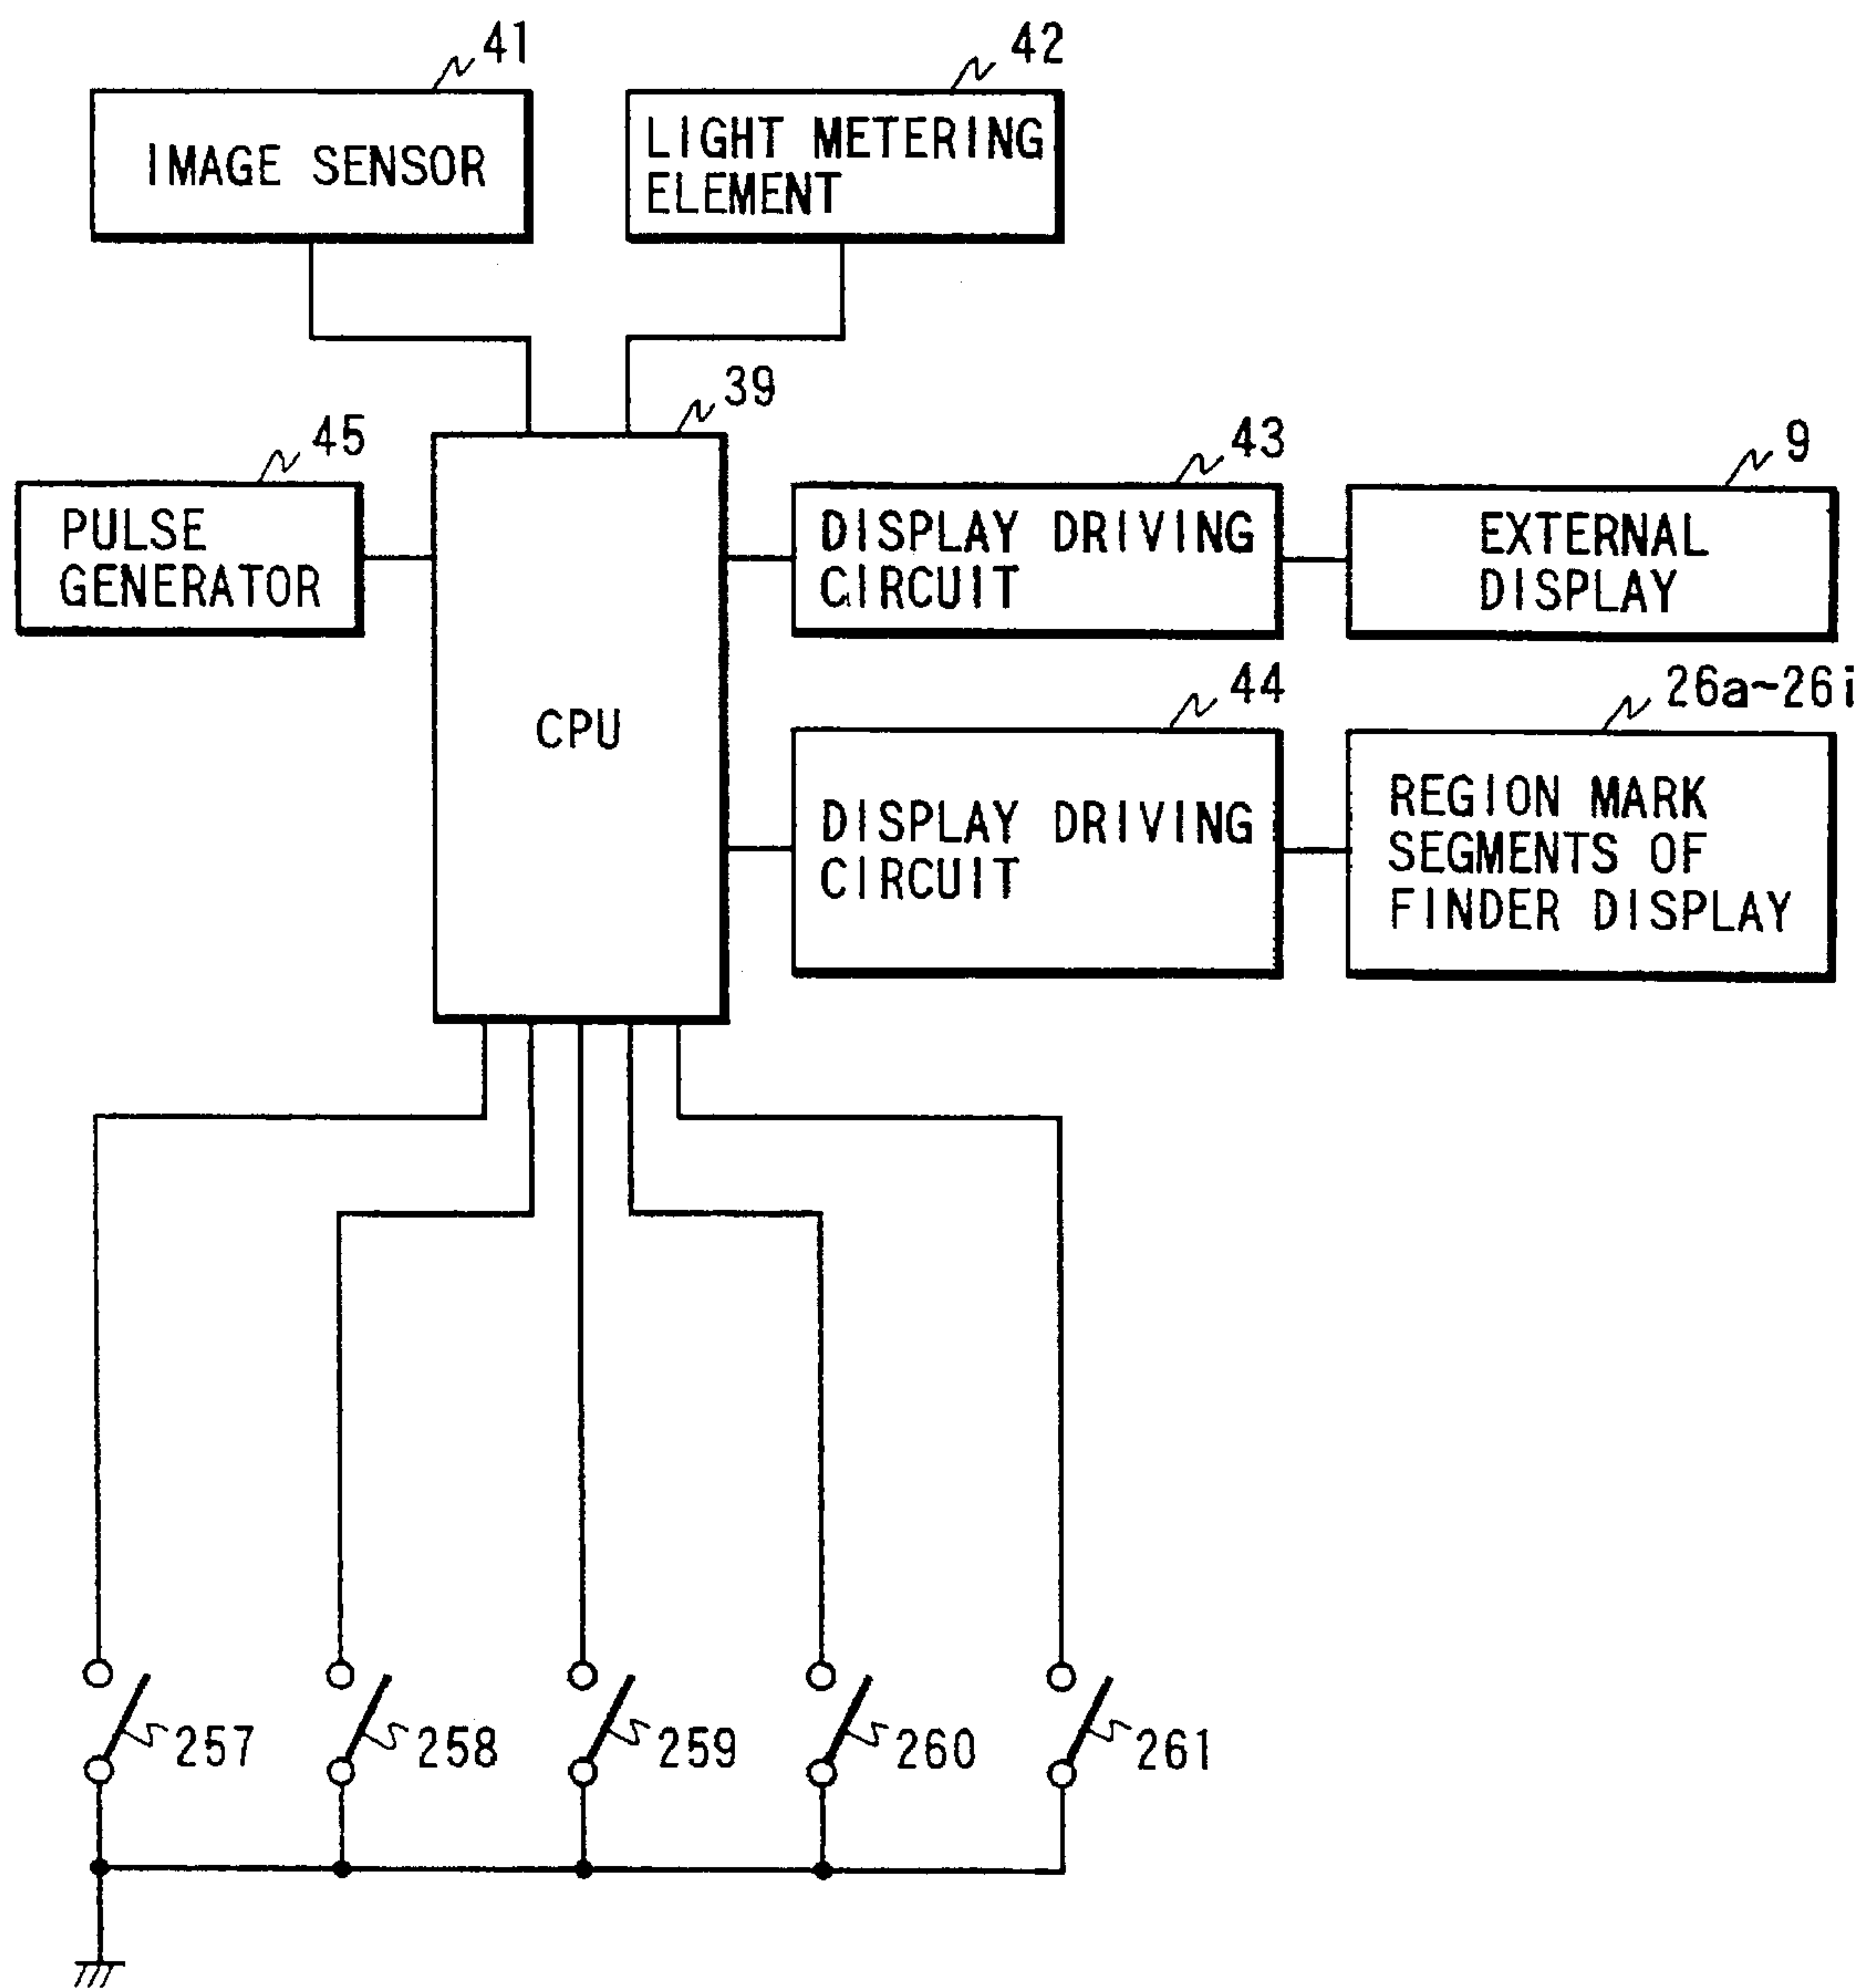 41
42
IMAGE SENSOR
LIGHT METERING
ELEMENT
39
45
43
9
PULSE
GENERATOR
DISPLAY DRIVING
CIRCUIT
EXTERNAL
DISPLAY
CPU
44
26a~26i
DISPLAY DRIVING
CIRCUIT
REGION MARK
SEGMENTS OF
FINDER DISPLAY
257
258
259
260
261